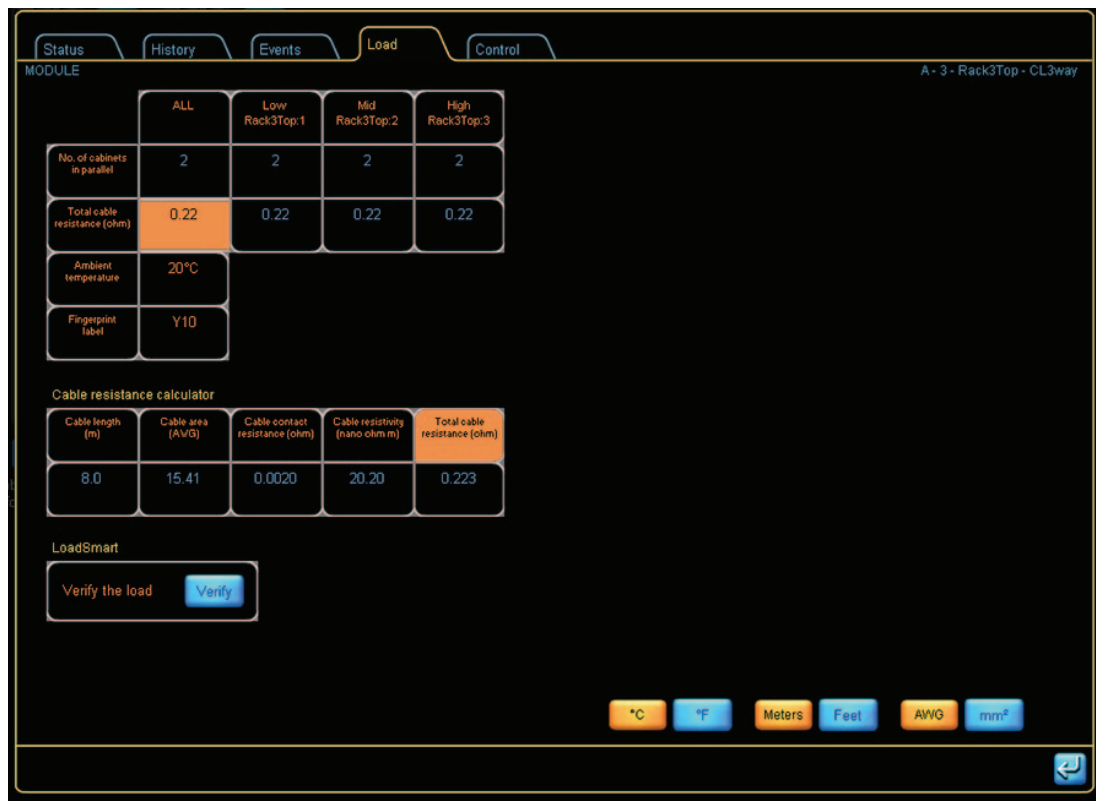 Status History Events Load Control
MODULE A - 3 - Rack3Top - CL3way
ALL Low Mid High
Rack3Top:1 Rack3Top:2 Rack3Top:3
No. of cabinets
in parallel 2 2 2 2
Total cable
resistance (ohm) 0.22 0.22 0.22 0.22
Ambient
temperature 20°C
Fingerprint
label Y10
Cable resistance calculator
Cable length Cable area Cable contact Cable resistivity Total cable
(m) (AWG) resistance (ohm) (nano ohm m) resistance (ohm)
8.0 15.41 0.0020 20.20 0.223
LoadSmart
Verify the load Verify
°C °F Meters Feet AWG mm²